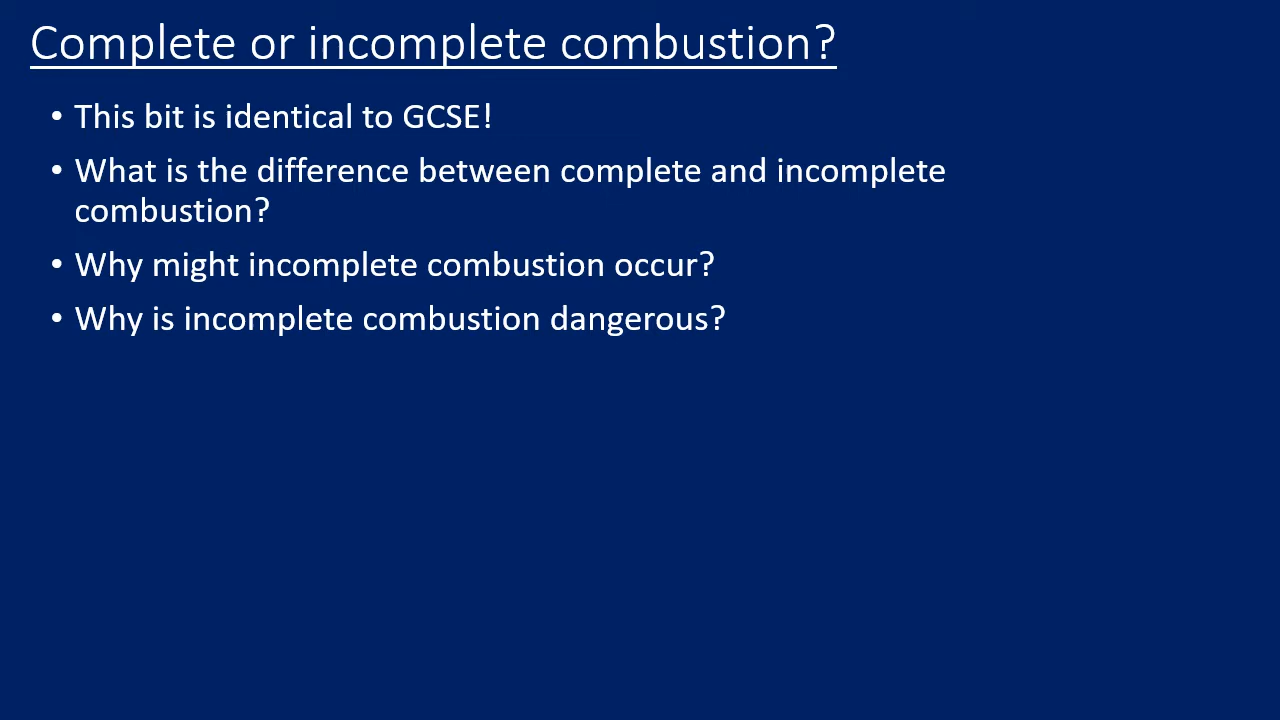 Complete or incomplete combustion?
• This bit is identical to GCSE!
• What is the difference between complete and incomplete
combustion?
• Why might incomplete combustion occur?
• Why is incomplete combustion dangerous?